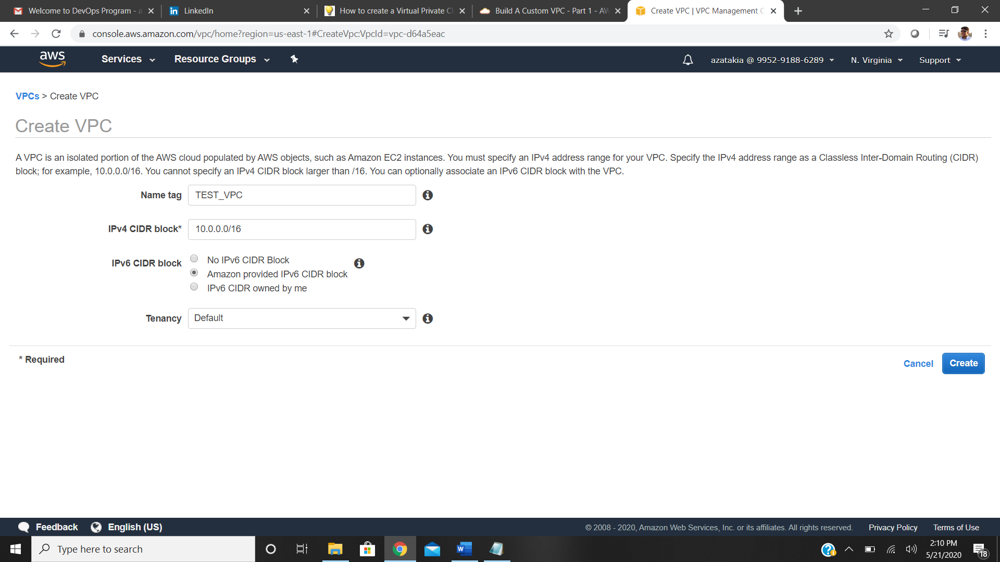 Welcome to DevOps Program - a
LinkedIn
How to create a Virtual Private Cl
Build A Custom VPC - Part 1 - AW
Create VPC | VPC Management C
console.aws.amazon.com/vpc/home?region=us-east-1#CreateVpc:VpcId=vpc-d64a5eac
aws
Services
Resource Groups
azatakia @ 9952-9188-6289
N. Virginia
Support
VPCs > Create VPC
Create VPC
A VPC is an isolated portion of the AWS cloud populated by AWS objects, such as Amazon EC2 instances. You must specify an IPv4 address range for your VPC. Specify the IPv4 address range as a Classless Inter-Domain Routing (CIDR)
block; for example, 10.0.0.0/16. You cannot specify an IPv4 CIDR block larger than /16. You can optionally associate an IPv6 CIDR block with the VPC.
Name tag TEST_VPC
IPv4 CIDR block* 10.0.0.0/16
IPv6 CIDR block
No IPv6 CIDR Block
Amazon provided IPv6 CIDR block
IPv6 CIDR owned by me
Tenancy Default
* Required
Cancel
Create
Feedback
English (US)
© 2008 - 2020, Amazon Web Services, Inc. or its affiliates. All rights reserved.
Privacy Policy
Terms of Use
Type here to search
2:10 PM
5/21/2020
18